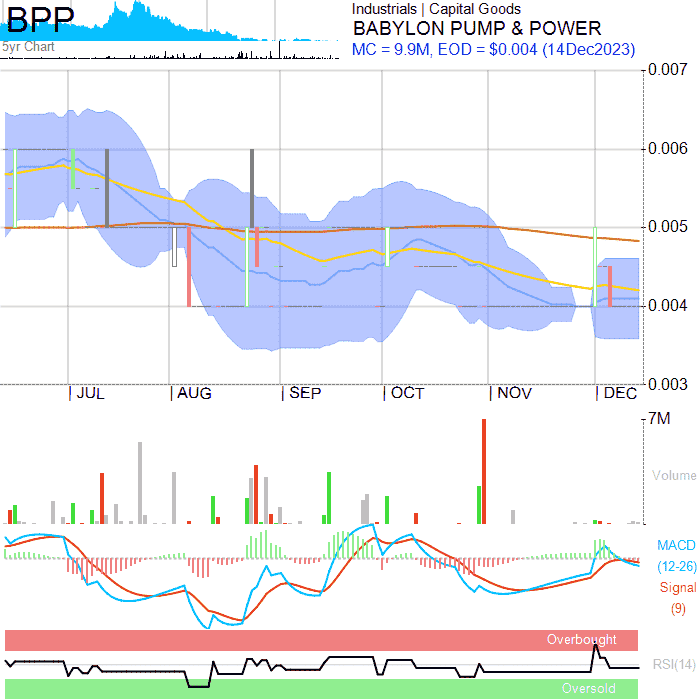 BPP
5yr Chart
Industrials | Capital Goods
BABYLON PUMP & POWER
MC = 9.9M, EOD = $0.004 (14Dec2023)
0.007
0.006
0.005
0.004
0.003
| JUL
| AUG
| SEP
| OCT
| NOV
| DEC
7M
Volume
MACD
(12-26)
Signal
(9)
Overbought
RSI(14)
Oversold